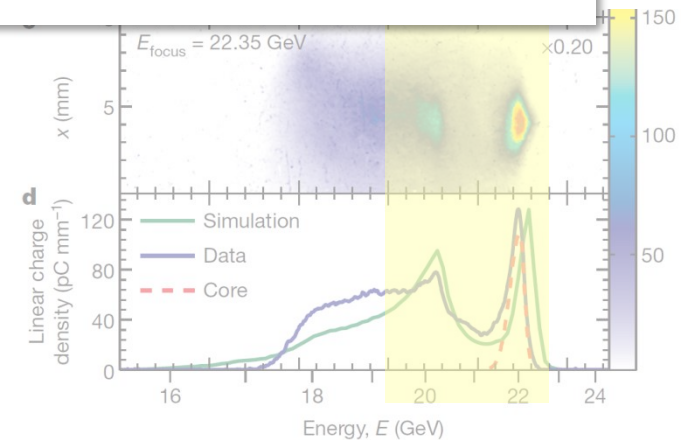 E focus = 22.35 GeV
×0.20
150
100
50
x (mm)
5
d
Linear charge
density (pC mm−1)
120
80
40
0
Simulation
Data
Core
16
18
20
22
24
Energy, E (GeV)